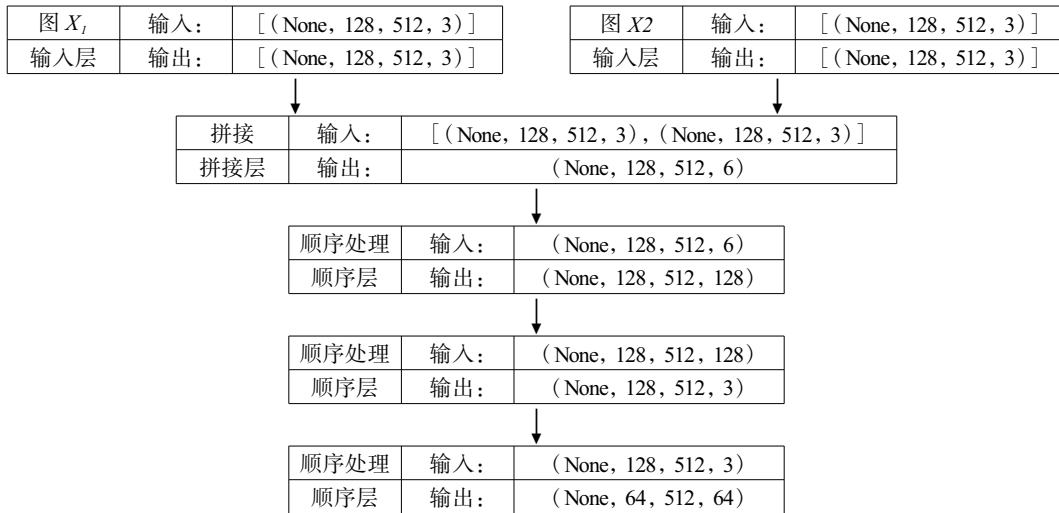 图 X1 输入： [(None, 128, 512, 3)]
输入层 输出： [(None, 128, 512, 3)]
图 X2 输入： [(None, 128, 512, 3)]
输入层 输出： [(None, 128, 512, 3)]
拼接 输入： [(None, 128, 512, 3), (None, 128, 512, 3)]
拼接层 输出： (None, 128, 512, 6)
顺序处理 输入： (None, 128, 512, 6)
顺序层 输出： (None, 128, 512, 128)
顺序处理 输入： (None, 128, 512, 128)
顺序层 输出： (None, 128, 512, 3)
顺序处理 输入： (None, 128, 512, 3)
顺序层 输出： (None, 64, 512, 64)